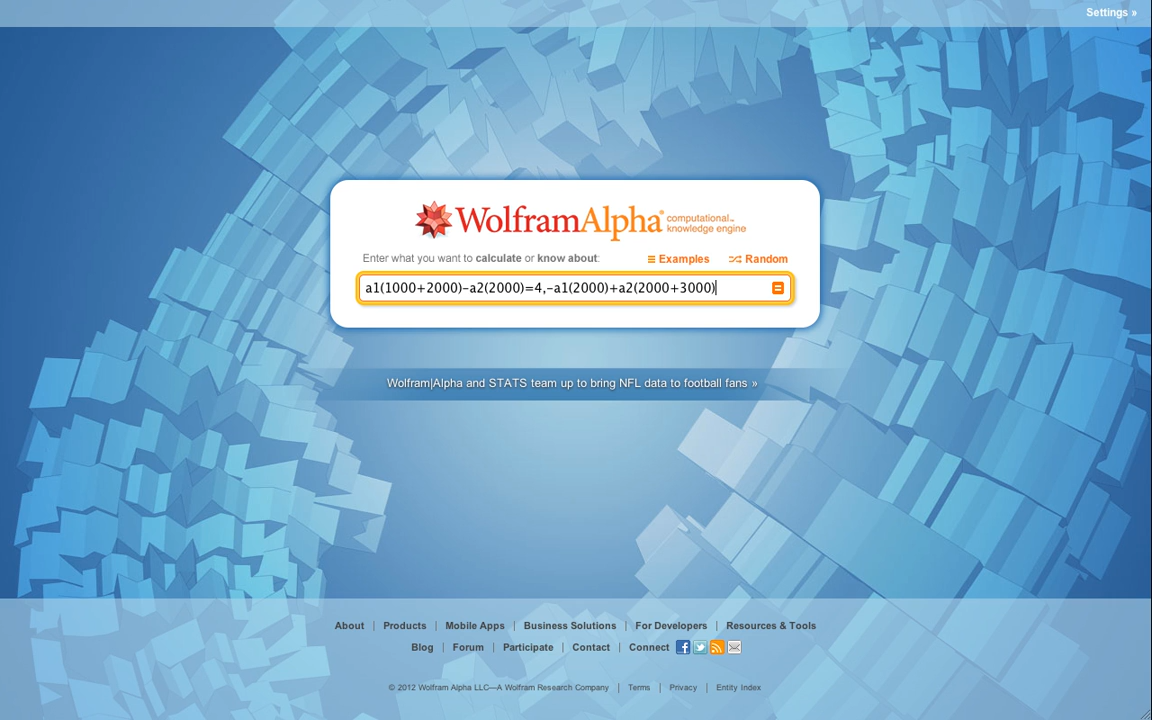 Settings »
WolframAlpha® computational™ knowledge engine
Enter what you want to calculate or know about:
Examples
Random
a1(1000+2000)-a2(2000)=4,-a1(2000)+a2(2000+3000)
Wolfram|Alpha and STATS team up to bring NFL data to football fans »
About | Products | Mobile Apps | Business Solutions | For Developers | Resources & Tools
Blog | Forum | Participate | Contact | Connect
© 2012 Wolfram Alpha LLC—A Wolfram Research Company | Terms | Privacy | Entity Index